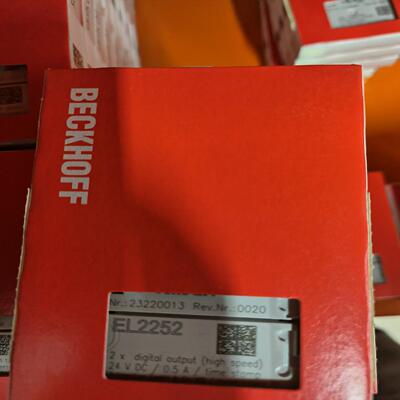 BECKHOFF
Nr.:23220013 Rev.Nr.:0020
EL2252
2 x digital output (high speed)
24 V DC / 0.5 A / time stamp